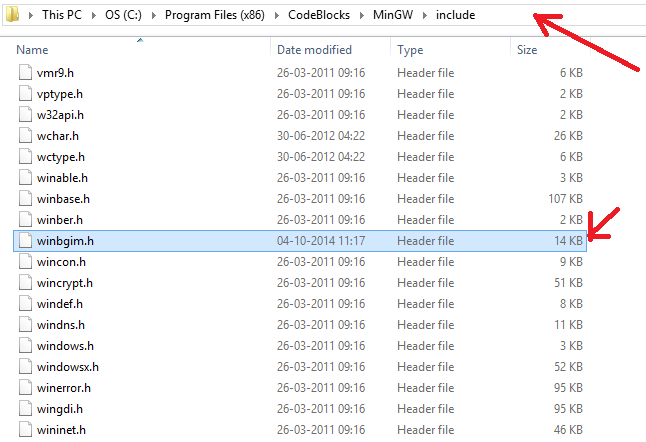 This PC OS (C:) Program Files (x86) CodeBlocks MinGW include
Name Date modified Type Size
vmr9.h 26-03-2011 09:16 Header file 6 KB
vptype.h 26-03-2011 09:16 Header file 2 KB
w32api.h 26-03-2011 09:16 Header file 2 KB
wchar.h 30-06-2012 04:22 Header file 26 KB
wctype.h 30-06-2012 04:22 Header file 6 KB
winable.h 26-03-2011 09:16 Header file 3 KB
winbase.h 26-03-2011 09:16 Header file 107 KB
winber.h 26-03-2011 09:16 Header file 2 KB
winbgim.h 04-10-2014 11:17 Header file 14 KB
wincon.h 26-03-2011 09:16 Header file 9 KB
wincrypt.h 26-03-2011 09:16 Header file 51 KB
windef.h 26-03-2011 09:16 Header file 8 KB
windns.h 26-03-2011 09:16 Header file 11 KB
windows.h 26-03-2011 09:16 Header file 3 KB
windowsx.h 26-03-2011 09:16 Header file 52 KB
winerror.h 26-03-2011 09:16 Header file 95 KB
wingdi.h 26-03-2011 09:16 Header file 95 KB
wininet.h 26-03-2011 09:16 Header file 46 KB